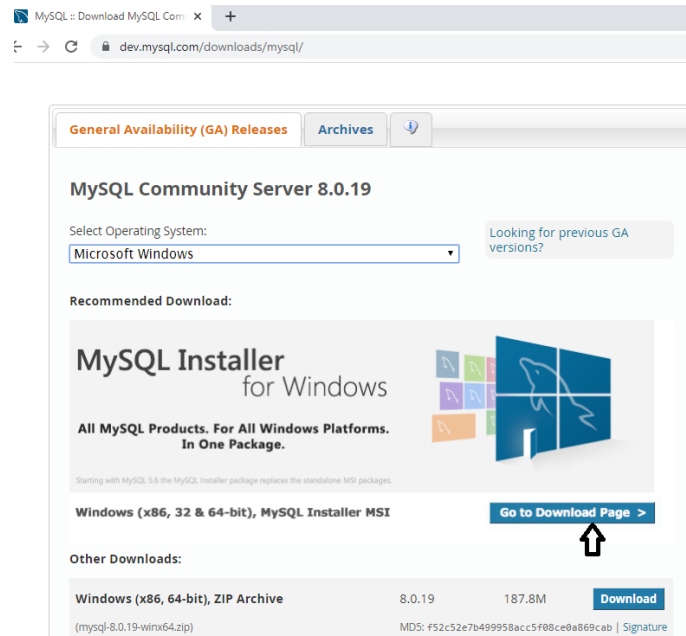 MySQL :: Download MySQL Com
dev.mysql.com/downloads/mysql/
General Availability (GA) Releases
Archives
MySQL Community Server 8.0.19
Select Operating System:
Microsoft Windows
Looking for previous GA
versions?
Recommended Download:
MySQL Installer
for Windows
All MySQL Products. For All Windows Platforms.
In One Package.
Starting with MySQL 5.6 the MySQL Installer package replaces the standalone MSI packages.
Windows (x86, 32 & 64-bit), MySQL Installer MSI
Go to Download Page >
Other Downloads:
Windows (x86, 64-bit), ZIP Archive 8.0.19 187.8M Download
(mysql-8.0.19-winx64.zip) MD5: f52c52e7b499958acc5f08ce0a869cab | Signature